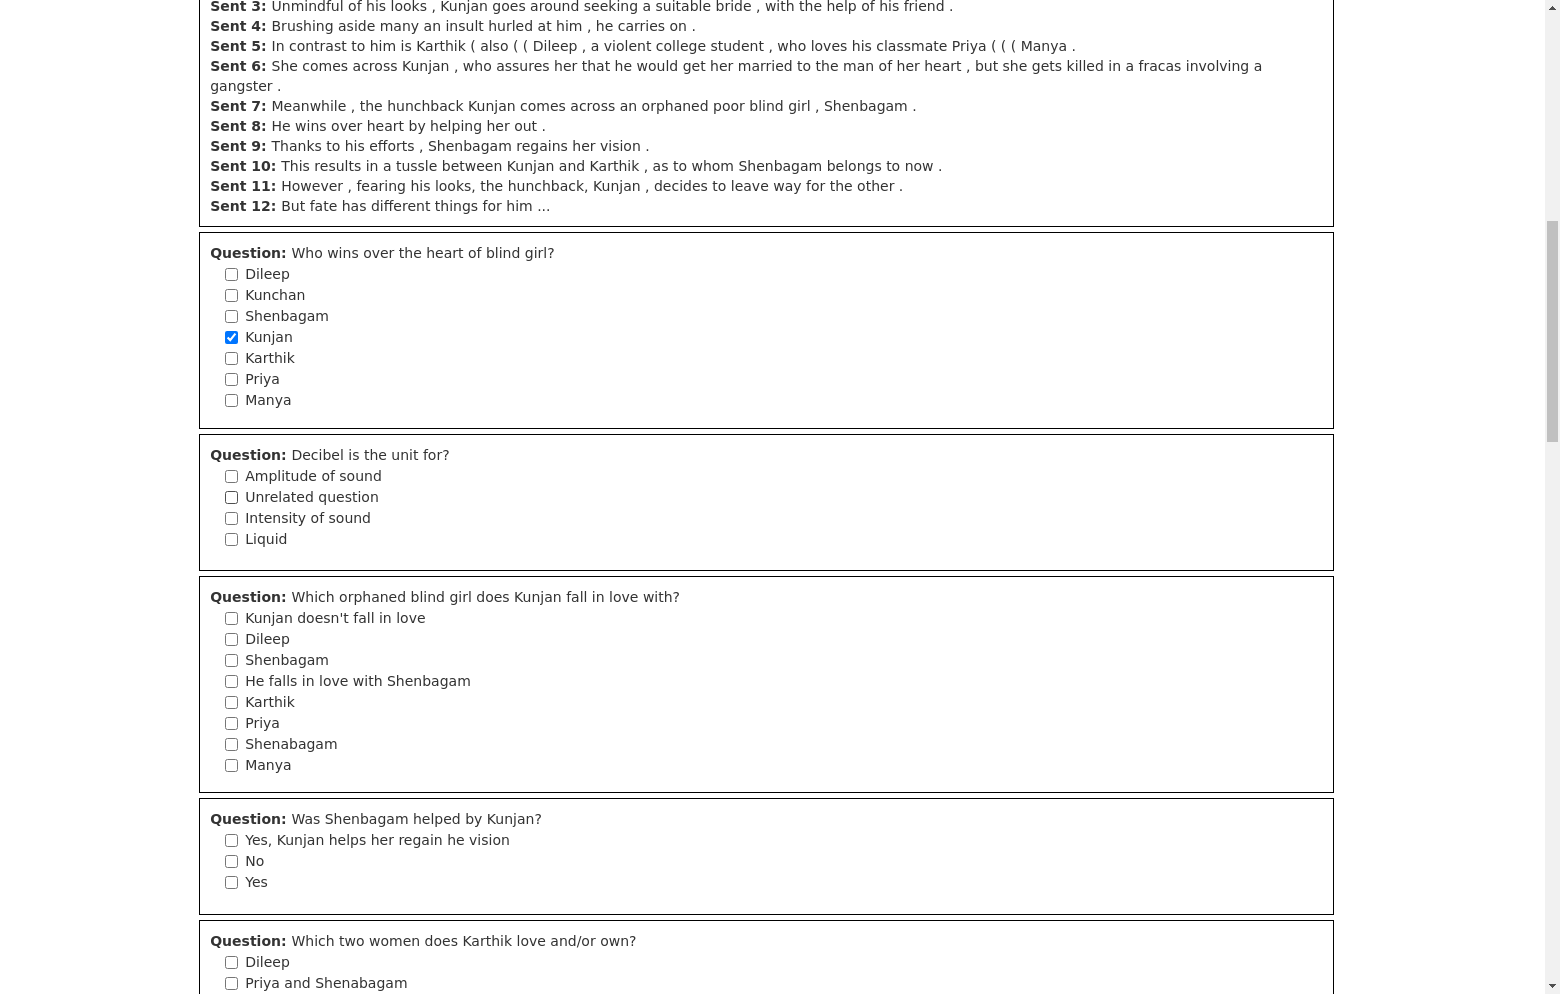 Sent 3: Unmindful of his looks , Kunjan goes around seeking a suitable bride , with the help of his friend .
Sent 4: Brushing aside many an insult hurled at him , he carries on .
Sent 5: In contrast to him is Karthik ( also ( ( Dileep , a violent college student , who loves his classmate Priya ( ( ( Manya .
Sent 6: She comes across Kunjan , who assures her that he would get her married to the man of her heart , but she gets killed in a fracas involving a
gangster .
Sent 7: Meanwhile , the hunchback Kunjan comes across an orphaned poor blind girl , Shenbagam .
Sent 8: He wins over heart by helping her out .
Sent 9: Thanks to his efforts , Shenbagam regains her vision .
Sent 10: This results in a tussle between Kunjan and Karthik , as to whom Shenbagam belongs to now .
Sent 11: However , fearing his looks, the hunchback, Kunjan , decides to leave way for the other .
Sent 12: But fate has different things for him ...
Question: Who wins over the heart of blind girl?
Dileep
Kunchan
Shenbagam
Kunjan
Karthik
Priya
Manya
Question: Decibel is the unit for?
Amplitude of sound
Unrelated question
Intensity of sound
Liquid
Question: Which orphaned blind girl does Kunjan fall in love with?
Kunjan doesn't fall in love
Dileep
Shenbagam
He falls in love with Shenbagam
Karthik
Priya
Shenabagam
Manya
Question: Was Shenbagam helped by Kunjan?
Yes, Kunjan helps her regain he vision
No
Yes
Question: Which two women does Karthik love and/or own?
Dileep
Priya and Shenabagam